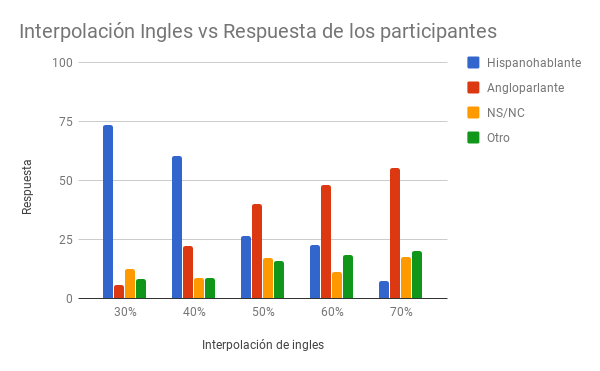 Interpolación Ingles vs Respuesta de los participantes
100
75
50
25
0
Respuesta
30%
40%
50%
60%
70%
Interpolación de ingles
Hispanohablante
Angloparlante
NS/NC
Otro